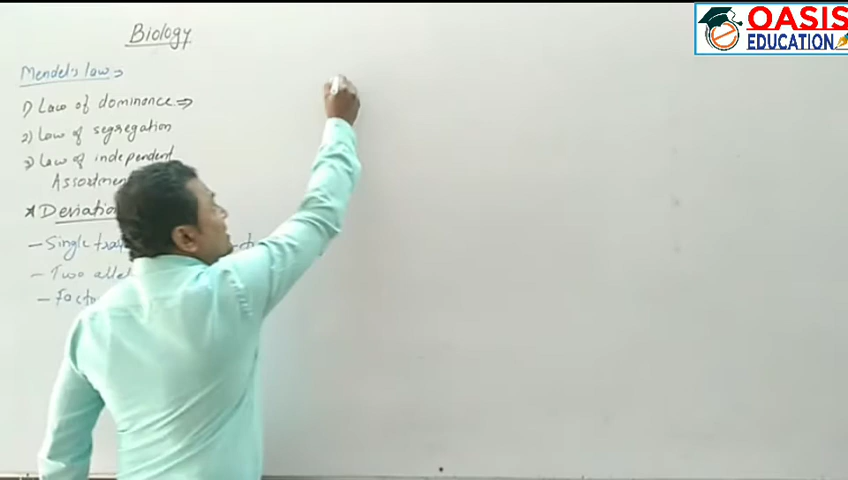 Biology
OASIS
EDUCATION
Mendel's law
1) Law of dominance ⇒
2) Law of segregation
3) Law of independent
Assortment
* Deviation
- Single
- Two
-